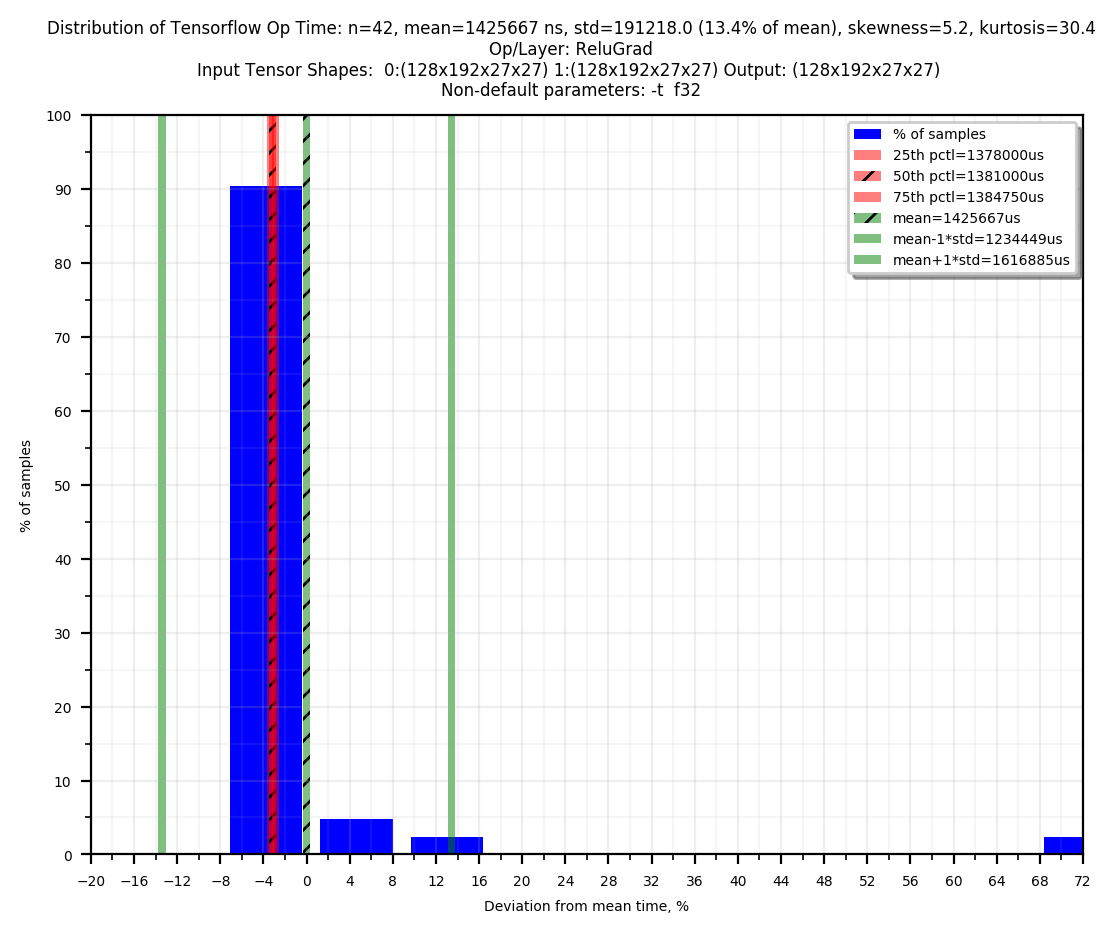 Distribution of Tensorflow Op Time: n=42, mean=1425667 ns, std=191218.0 (13.4% of mean), skewness=5.2, kurtosis=30.4
Op/Layer: ReluGrad
Input Tensor Shapes:  0:(128x192x27x27) 1:(128x192x27x27) Output: (128x192x27x27)
Non-default parameters: -t  f32
% of samples
25th pctl=1378000us
50th pctl=1381000us
75th pctl=1384750us
mean=1425667us
mean-1*std=1234449us
mean+1*std=1616885us
100
90
80
70
60
50
40
30
20
10
0
% of samples
−20 −16 −12 −8 −4 0 4 8 12 16 20 24 28 32 36 40 44 48 52 56 60 64 68 72
Deviation from mean time, %